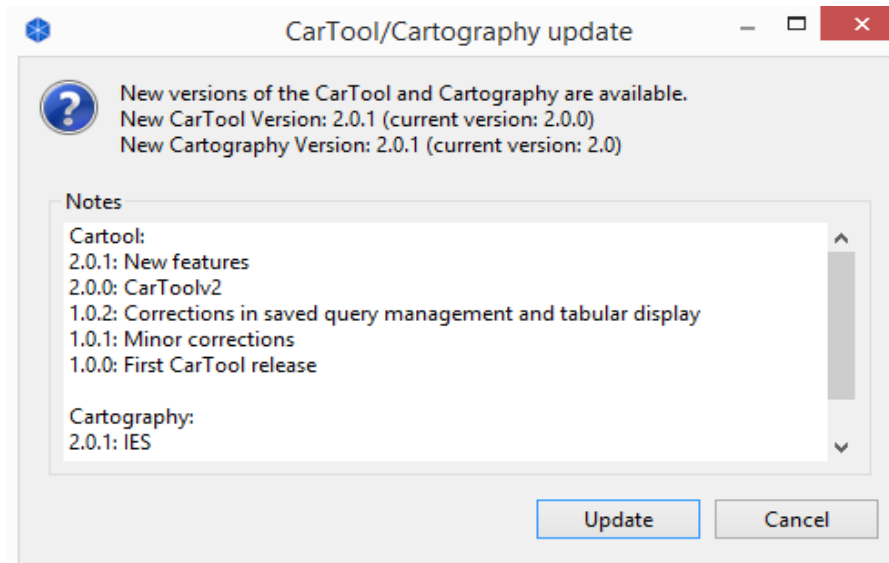 CarTool/Cartography update
New versions of the CarTool and Cartography are available.
New CarTool Version: 2.0.1 (current version: 2.0.0)
New Cartography Version: 2.0.1 (current version: 2.0)
Notes
Cartool:
2.0.1: New features
2.0.0: CarToolv2
1.0.2: Corrections in saved query management and tabular display
1.0.1: Minor corrections
1.0.0: First CarTool release
Cartography:
2.0.1: IES
Update Cancel